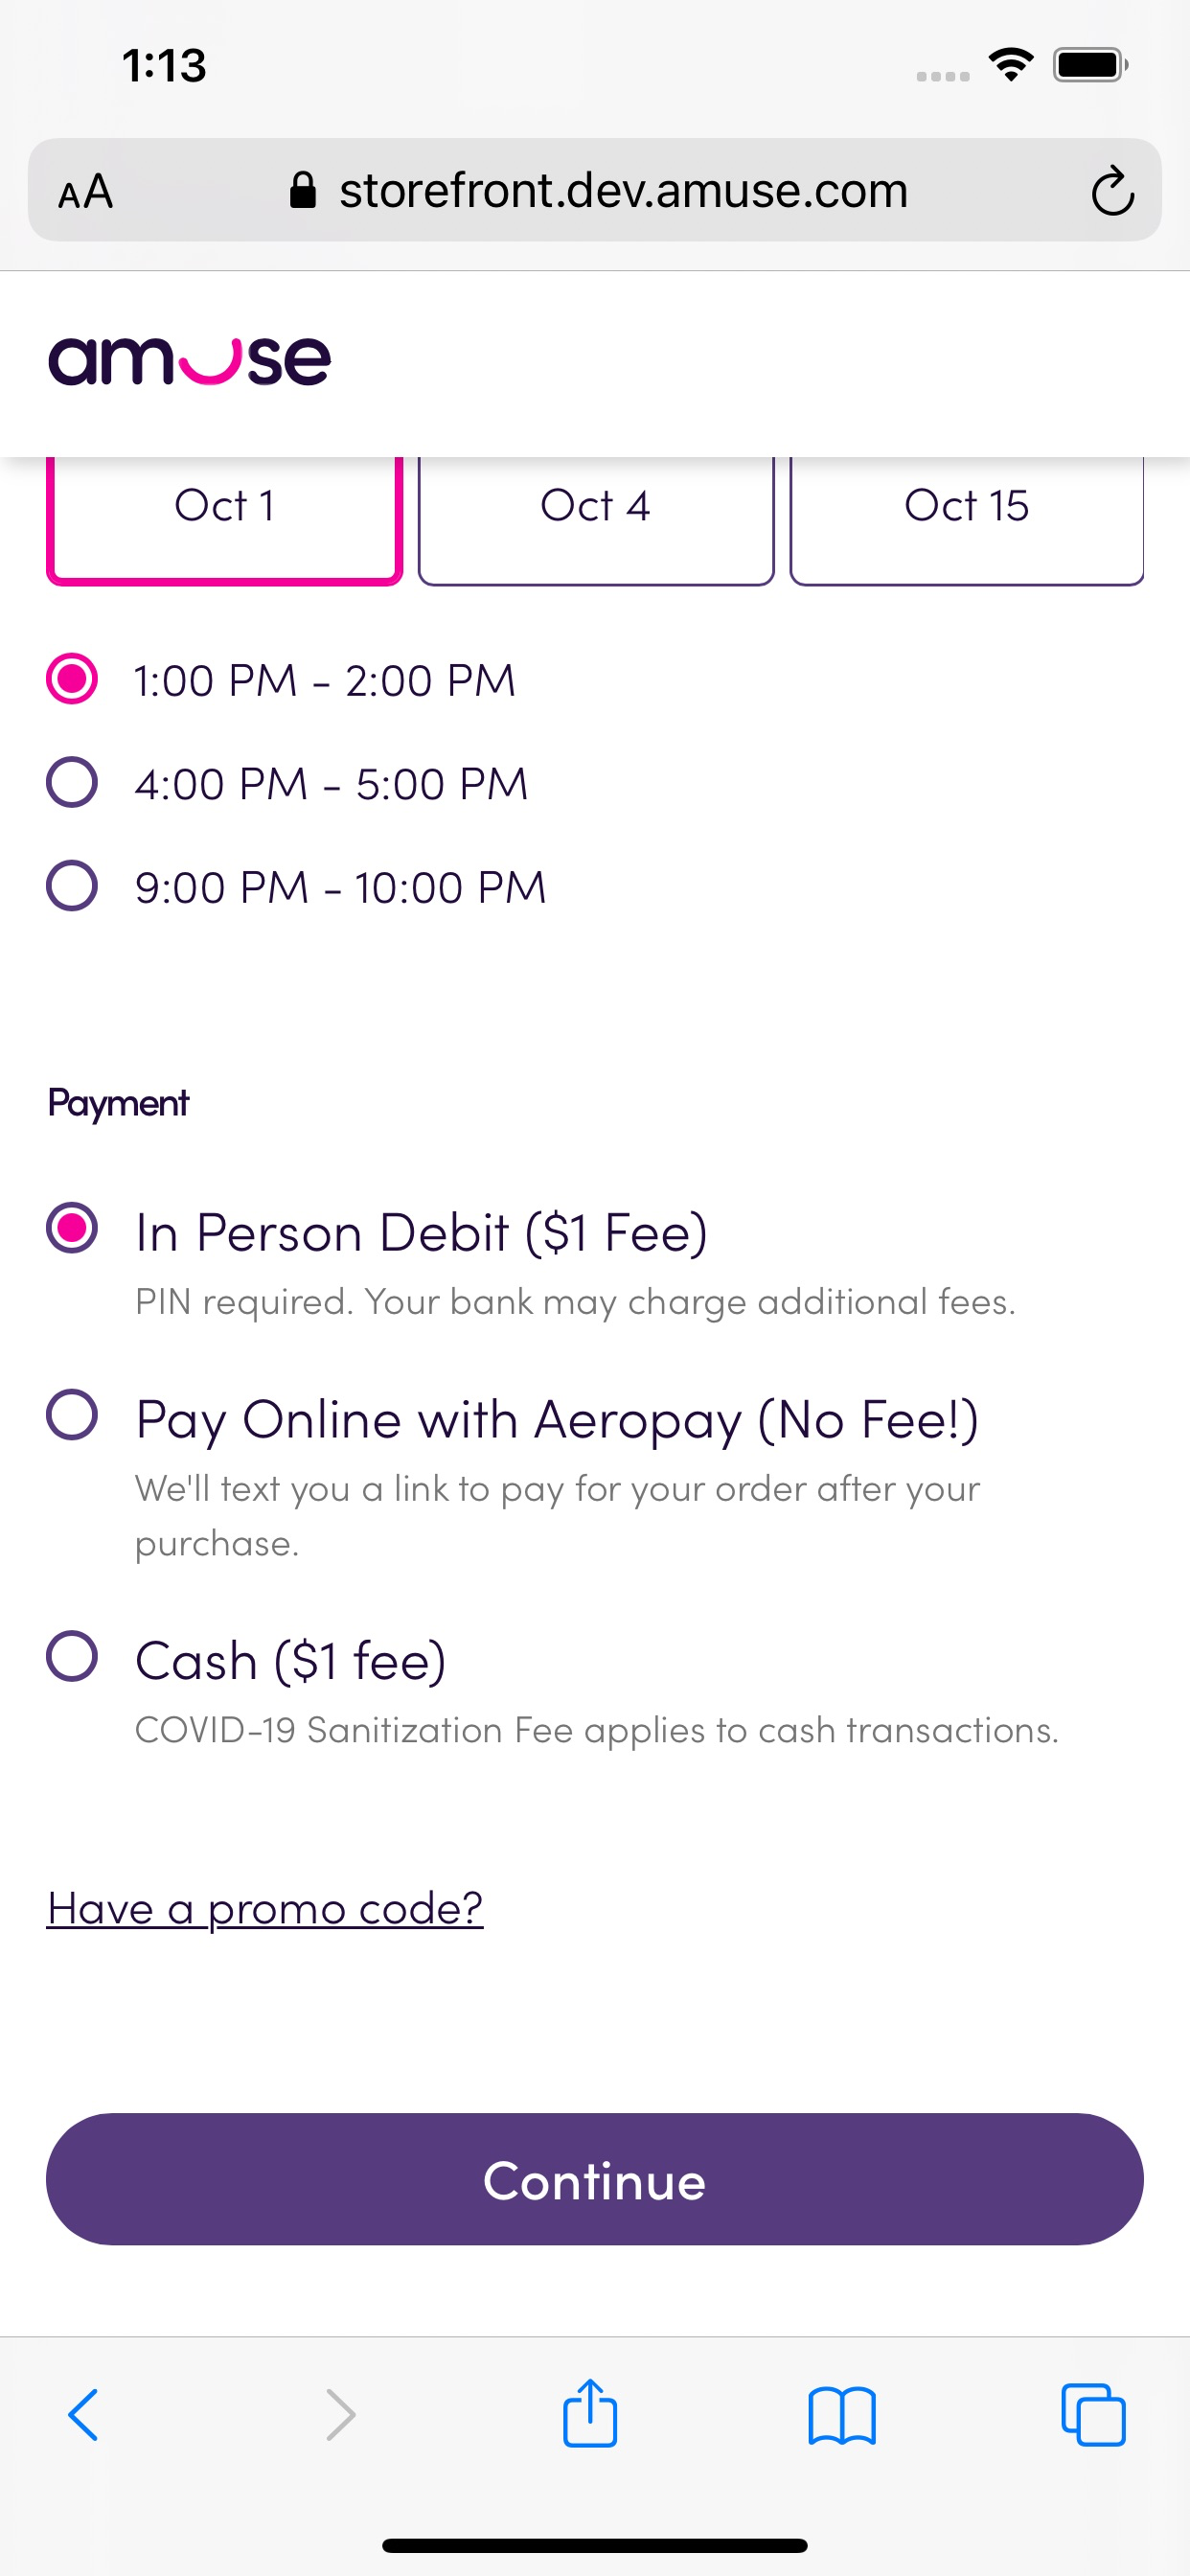 1:13
AA storefront.dev.amuse.com
amuse
Oct 1 Oct 4 Oct 15
1:00 PM - 2:00 PM
4:00 PM - 5:00 PM
9:00 PM - 10:00 PM
Payment
In Person Debit ($1 Fee)
PIN required. Your bank may charge additional fees.
Pay Online with Aeropay (No Fee!)
We'll text you a link to pay for your order after your
purchase.
Cash ($1 fee)
COVID-19 Sanitization Fee applies to cash transactions.
Have a promo code?
Continue